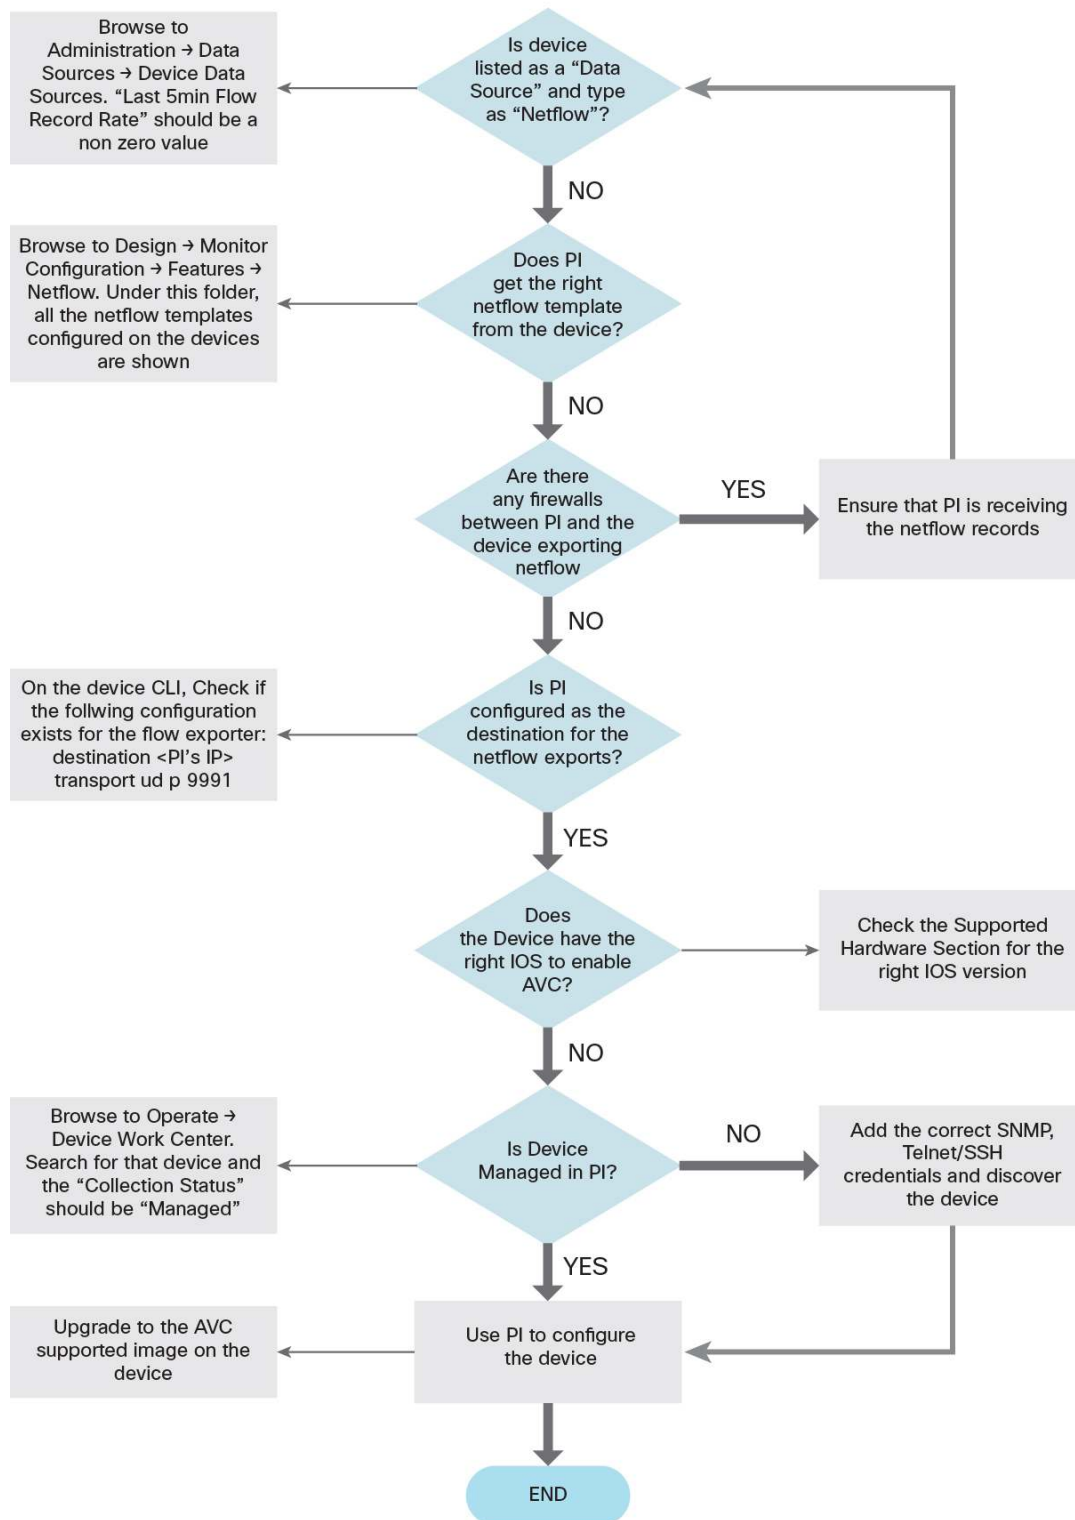 Browse to
Administration → Data
Sources → Device Data
Sources. “Last 5min Flow
Record Rate” should be a
non zero value
Is device
listed as a “Data
Source” and type
as “Netflow”?
NO
Browse to Design → Monitor
Configuration → Features →
Netflow. Under this folder,
all the netflow templates
configured on the devices
are shown
Does PI
get the right
netflow template
from the device?
NO
Are there
any firewalls
between PI and the
device exporting
netflow
YES
Ensure that PI is receiving
the netflow records
NO
On the device CLI, Check if
the follwing configuration
exists for the flow exporter:
destination <PI’s IP>
transport ud p 9991
Is PI
configured as the
destination for the
netflow exports?
YES
Does
the Device have the
right IOS to enable
AVC?
Check the Supported
Hardware Section for the
right IOS version
NO
Browse to Operate →
Device Work Center.
Search for that device and
the “Collection Status”
should be “Managed”
Is Device
Managed in PI?
NO
Add the correct SNMP,
Telnet/SSH
credentials and discover
the device
YES
Upgrade to the AVC
supported image on the
device
Use PI to configure
the device
END